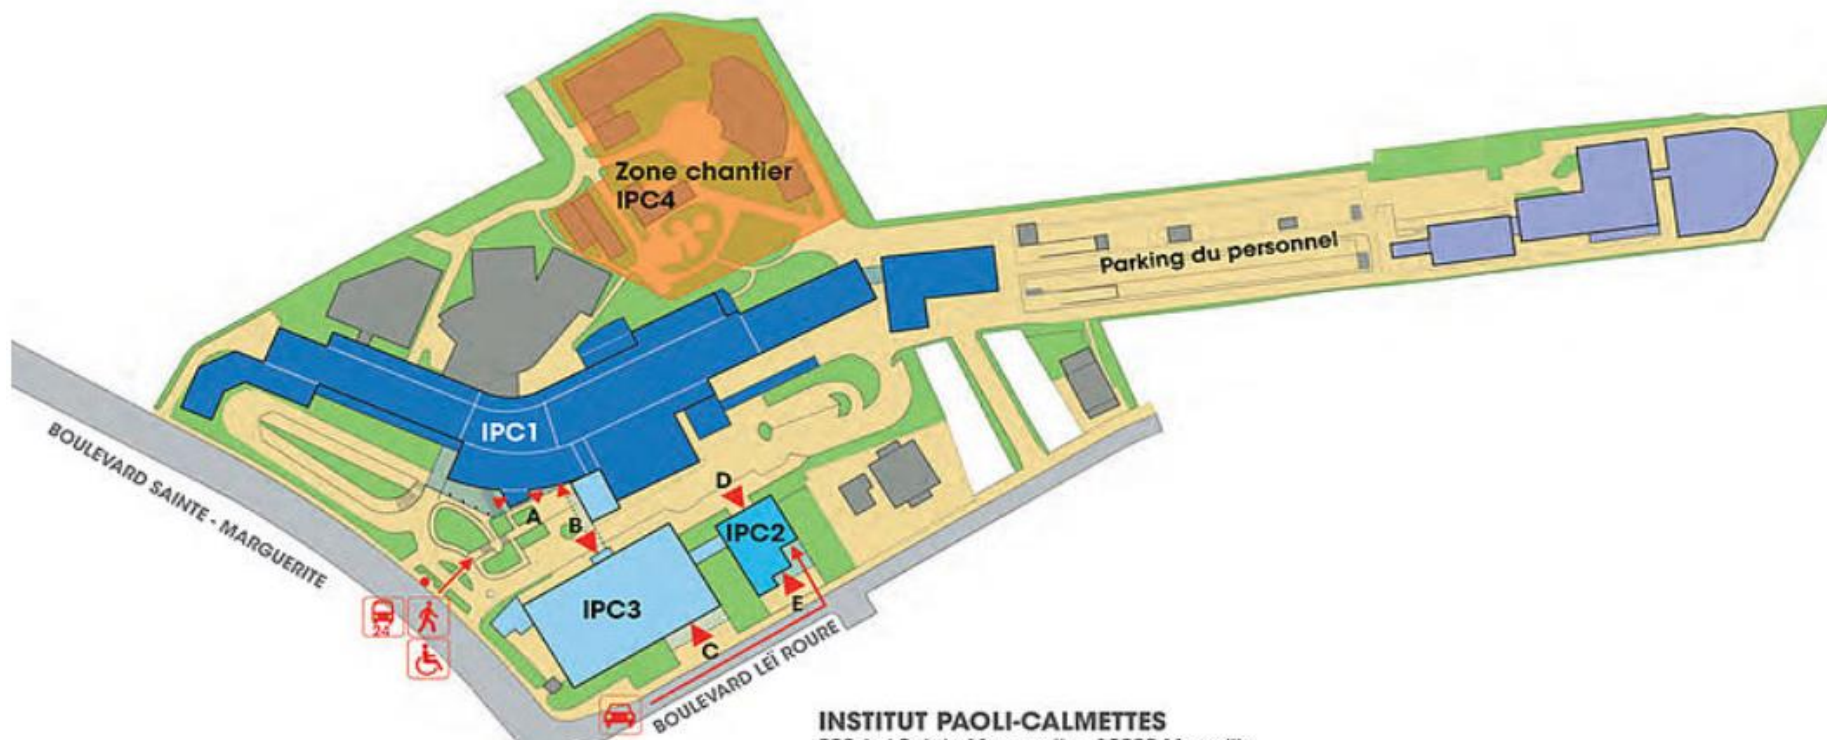 Zone chantier
IPC4
Parking du personnel
IPC1
BOULEVARD SAINTE - MARGUERITE
A
B
D
IPC2
IPC3
E
C
24
BOULEVARD LEÏ ROURE
INSTITUT PAOLI-CALMETTES